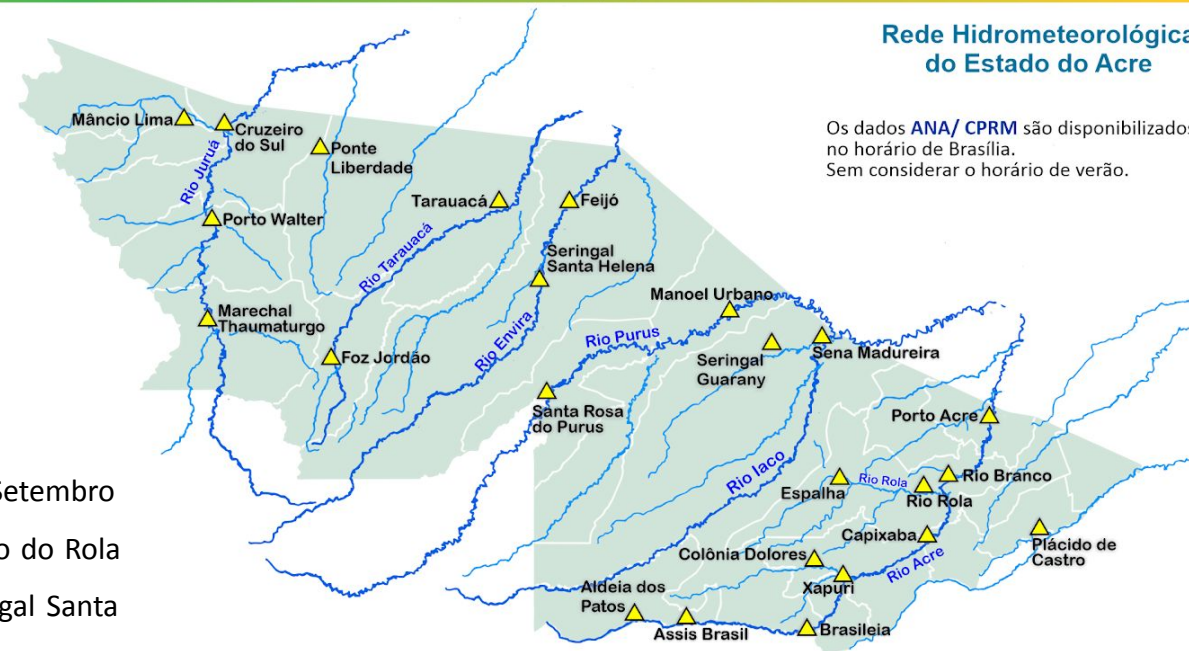 Rede Hidrometeorológica
do Estado do Acre
Os dados ANA/ CPRM são disponibilizados
no horário de Brasília.
Sem considerar o horário de verão.
Mâncio Lima
Cruzeiro
do Sul
Ponte
Liberdade
Rio Juruá
Porto Walter
Tarauacá
Feijó
Rio Tarauacá
Seringal
Santa Helena
Marechal
Thaumaturgo
Foz Jordão
Rio Envira
Manoel Urbano
Rio Purus
Seringal
Guarany
Sena Madureira
Santa Rosa
do Purus
Porto Acre
Rio Iaco
Espalha
Rio Rola
Rio Rola
Rio Branco
Capixaba
Plácido de
Castro
Colônia Dolores
Rio Acre
Xapuri
Aldeia dos
Patos
Assis Brasil
Brasileia
Setembro
o do Rola
gal Santa